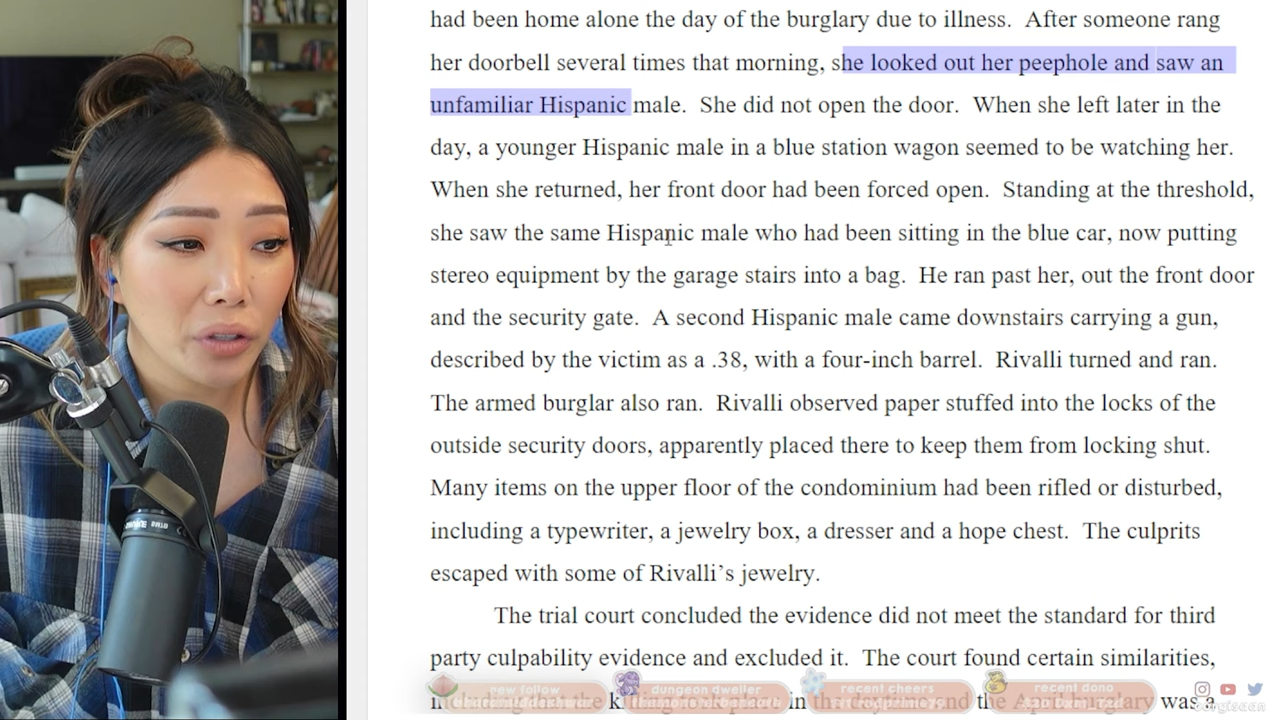 had been home alone the day of the burglary due to illness.  After someone rang
her doorbell several times that morning, she looked out her peephole and saw an
unfamiliar Hispanic male.  She did not open the door.  When she left later in the
day, a younger Hispanic male in a blue station wagon seemed to be watching her.
When she returned, her front door had been forced open.  Standing at the threshold,
she saw the same Hispanic male who had been sitting in the blue car, now putting
stereo equipment by the garage stairs into a bag.  He ran past her, out the front door
and the security gate.  A second Hispanic male came downstairs carrying a gun,
described by the victim as a .38, with a four-inch barrel.  Rivalli turned and ran.
The armed burglar also ran.  Rivalli observed paper stuffed into the locks of the
outside security doors, apparently placed there to keep them from locking shut.
Many items on the upper floor of the condominium had been rifled or disturbed,
including a typewriter, a jewelry box, a dresser and a hope chest.  The culprits
escaped with some of Rivalli’s jewelry.
The trial court concluded the evidence did not meet the standard for third
party culpability evidence and excluded it.  The court found certain similarities,
new follow
dungeon dweller
recent cheers
recent dono
was a